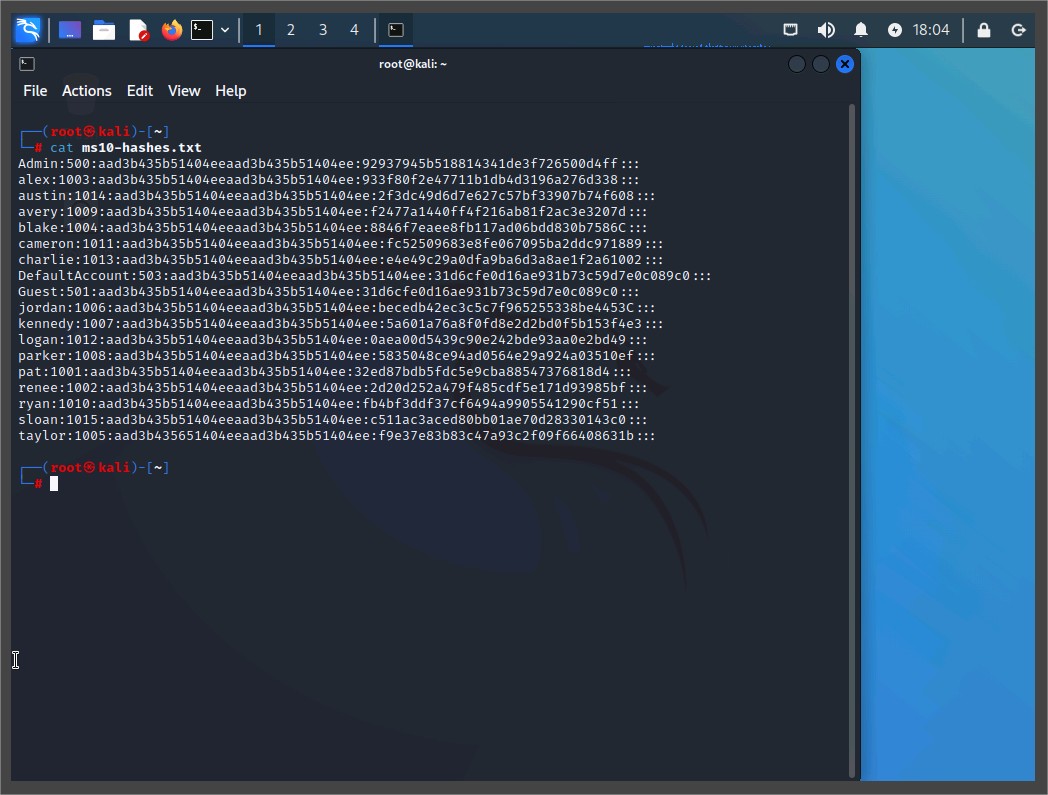 1 2 3 4 18:04
root@kali: ~
File Actions Edit View Help
┌──(root㉿kali)-[~]
└─# cat ms10-hashes.txt
Admin:500:aad3b435b51404eeaad3b435b51404ee:92937945b518814341de3f726500d4ff:::
alex:1003:aad3b435b51404eeaad3b435b51404ee:933f80f2e47711b1db4d3196a276d338:::
austin:1014:aad3b435b51404eeaad3b435b51404ee:2f3dc49d6d7e627c57bf33907b74f608:::
avery:1009:aad3b435b51404eeaad3b435b51404ee:f2477a1440ff4f216ab81f2ac3e3207d:::
blake:1004:aad3b435b51404eeaad3b435b51404ee:8846f7eaee8fb117ad06bdd830b7586C:::
cameron:1011:aad3b435b51404eeaad3b435b51404ee:fc52509683e8fe067095ba2ddc971889:::
charlie:1013:aad3b435b51404eeaad3b435b51404ee:e4e49c29a0dfa9ba6d3a8ae1f2a61002:::
DefaultAccount:503:aad3b435b51404eeaad3b435b51404ee:31d6cfe0d16ae931b73c59d7e0c089c0:::
Guest:501:aad3b435b51404eeaad3b435b51404ee:31d6cfe0d16ae931b73c59d7e0c089c0:::
jordan:1006:aad3b435b51404eeaad3b435b51404ee:becedb42ec3c5c7f965255338be4453C:::
kennedy:1007:aad3b435b51404eeaad3b435b51404ee:5a601a76a8f0fd8e2d2bd0f5b153f4e3:::
logan:1012:aad3b435b51404eeaad3b435b51404ee:0aea00d5439c90e242bde93aa0e2bd49:::
parker:1008:aad3b435b51404eeaad3b435b51404ee:5835048ce94ad0564e29a924a03510ef:::
pat:1001:aad3b435b51404eeaad3b435b51404ee:32ed87bdb5fdc5e9cba88547376818d4:::
renee:1002:aad3b435b51404eeaad3b435b51404ee:2d20d252a479f485cdf5e171d93985bf:::
ryan:1010:aad3b435b51404eeaad3b435b51404ee:fb4bf3ddf37cf6494a9905541290cf51:::
sloan:1015:aad3b435b51404eeaad3b435b51404ee:c511ac3aced80bb01ae70d28330143c0:::
taylor:1005:aad3b435651404eeaad3b435b51404ee:f9e37e83b83c47a93c2f09f66408631b:::
┌──(root㉿kali)-[~]
└─#